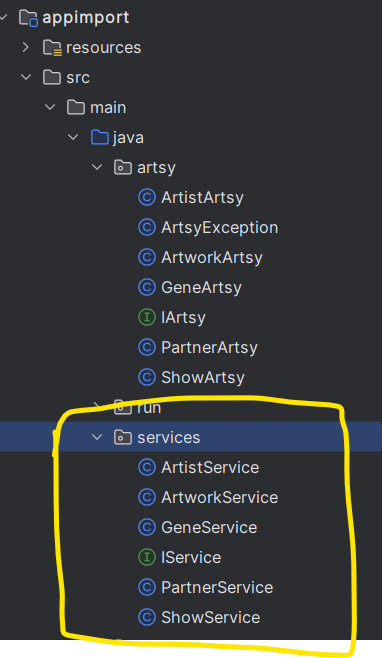 appimport
resources
src
main
java
artsy
ArtistArtsy
ArtsyException
ArtworkArtsy
GeneArtsy
IArtsy
PartnerArtsy
ShowArtsy
run
services
ArtistService
ArtworkService
GeneService
IService
PartnerService
ShowService